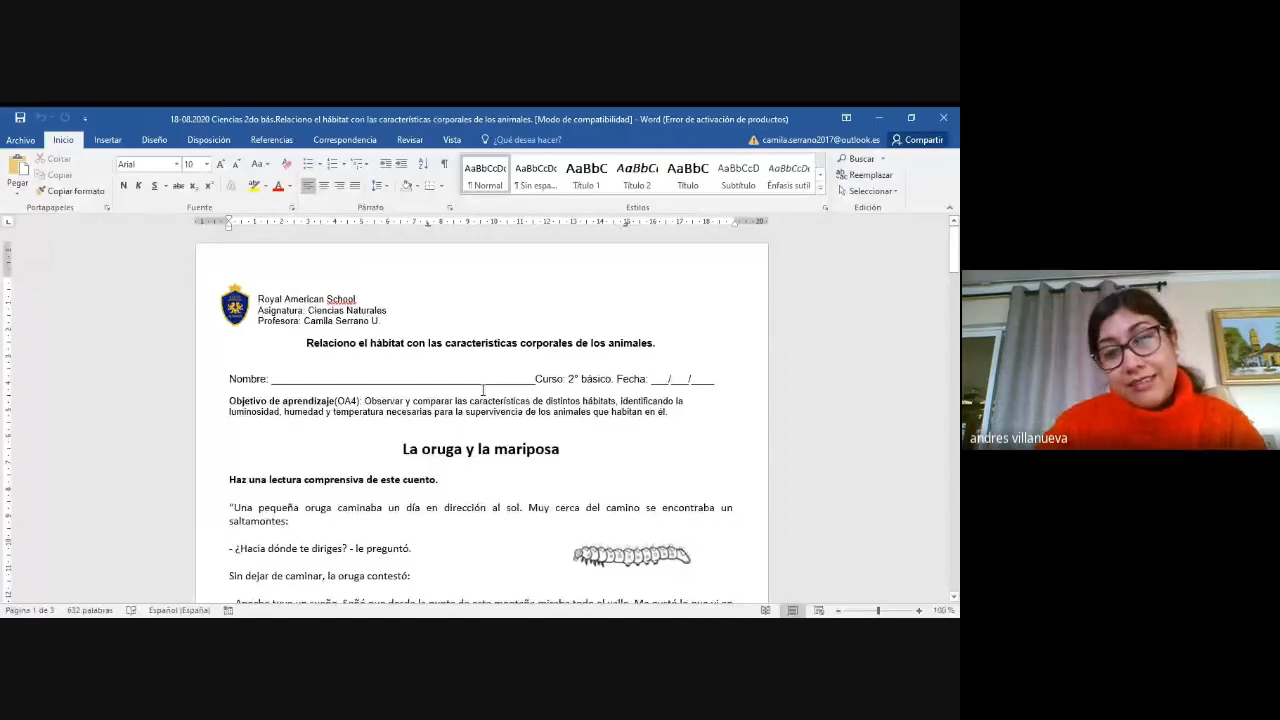 18-08.2020 Ciencias 2do bás.Relaciono el hábitat con las características corporales de los animales. [Modo de compatibilidad] - Word (Error de activación de productos)
Archivo Inicio Insertar Diseño Disposición Referencias Correspondencia Revisar Vista ¿Qué desea hacer? camila.serrano2017@outlook.es Compartir
Pegar Cortar Copiar Copiar formato
Arial 10 Aa
N K S abc x₂ x² A
AaBbCcDc AaBbCcDc AaBbC AaBbCc AaBbC AaBbCcD AaBbCcDc
¶ Normal ¶ Sin espa... Título 1 Título 2 Título Subtítulo Énfasis sutil
Buscar
Reemplazar
Seleccionar
Portapapeles Fuente Párrafo Estilos Edición
Royal American School
Asignatura: Ciencias Naturales
Profesora: Camila Serrano U.
Relaciono el hábitat con las características corporales de los animales.
Nombre: ________________________________________________Curso: 2° básico. Fecha: ___/___/____
Objetivo de aprendizaje(OA4): Observar y comparar las características de distintos hábitats, identificando la
luminosidad, humedad y temperatura necesarias para la supervivencia de los animales que habitan en él.
La oruga y la mariposa
Haz una lectura comprensiva de este cuento.
"Una pequeña oruga caminaba un día en dirección al sol. Muy cerca del camino se encontraba un
saltamontes:
- ¿Hacia dónde te diriges? - le preguntó.
Sin dejar de caminar, la oruga contestó:
Página 1 de 3 632 palabras Español (España) 100 %
andres villanueva